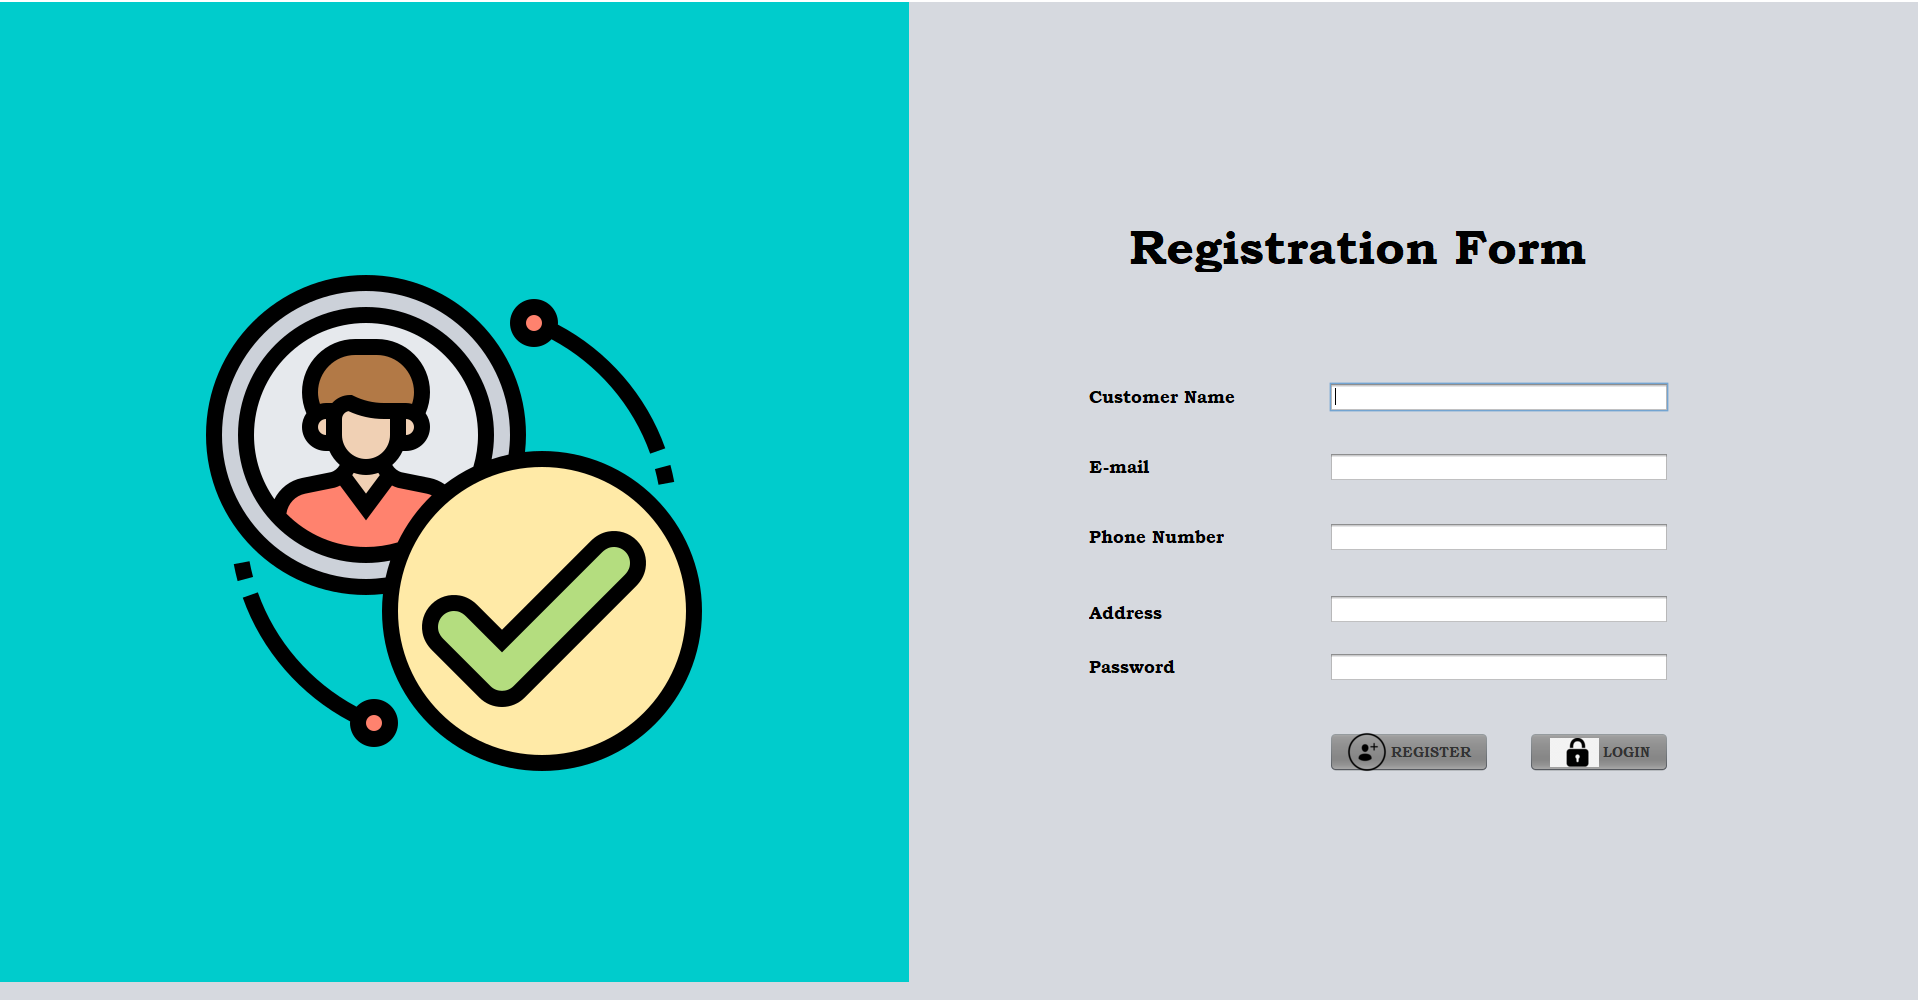 Registration Form
Customer Name
E-mail
Phone Number
Address
Password
REGISTER LOGIN